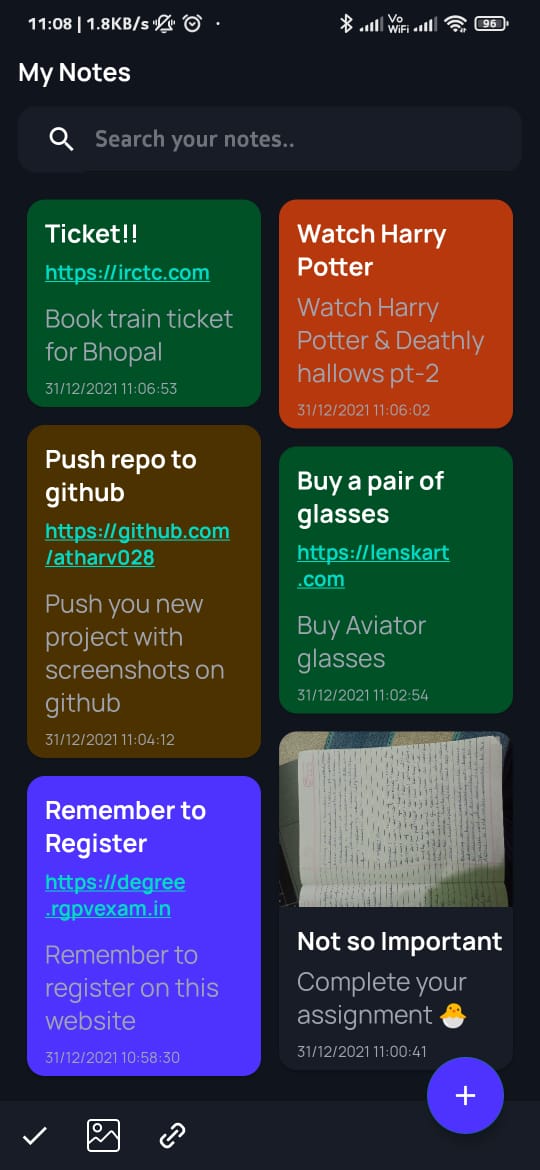 11:08 | 1.8KB/s
Vo
WiFi
96
My Notes
Search your notes..
Ticket!!
https://irctc.com
Book train ticket
for Bhopal
31/12/2021 11:06:53
Push repo to
github
https://github.com
/atharv028
Push you new
project with
screenshots on
github
31/12/2021 11:04:12
Remember to
Register
https://degree
.rgpvexam.in
Remember to
register on this
website
31/12/2021 10:58:30
Watch Harry
Potter
Watch Harry
Potter & Deathly
hallows pt-2
31/12/2021 11:06:02
Buy a pair of
glasses
https://lenskart
.com
Buy Aviator
glasses
31/12/2021 11:02:54
Not so Important
Complete your
assignment 🐣
31/12/2021 11:00:41